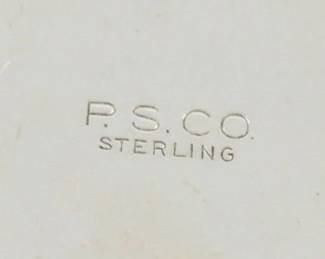 P. S. CO.
STERLING